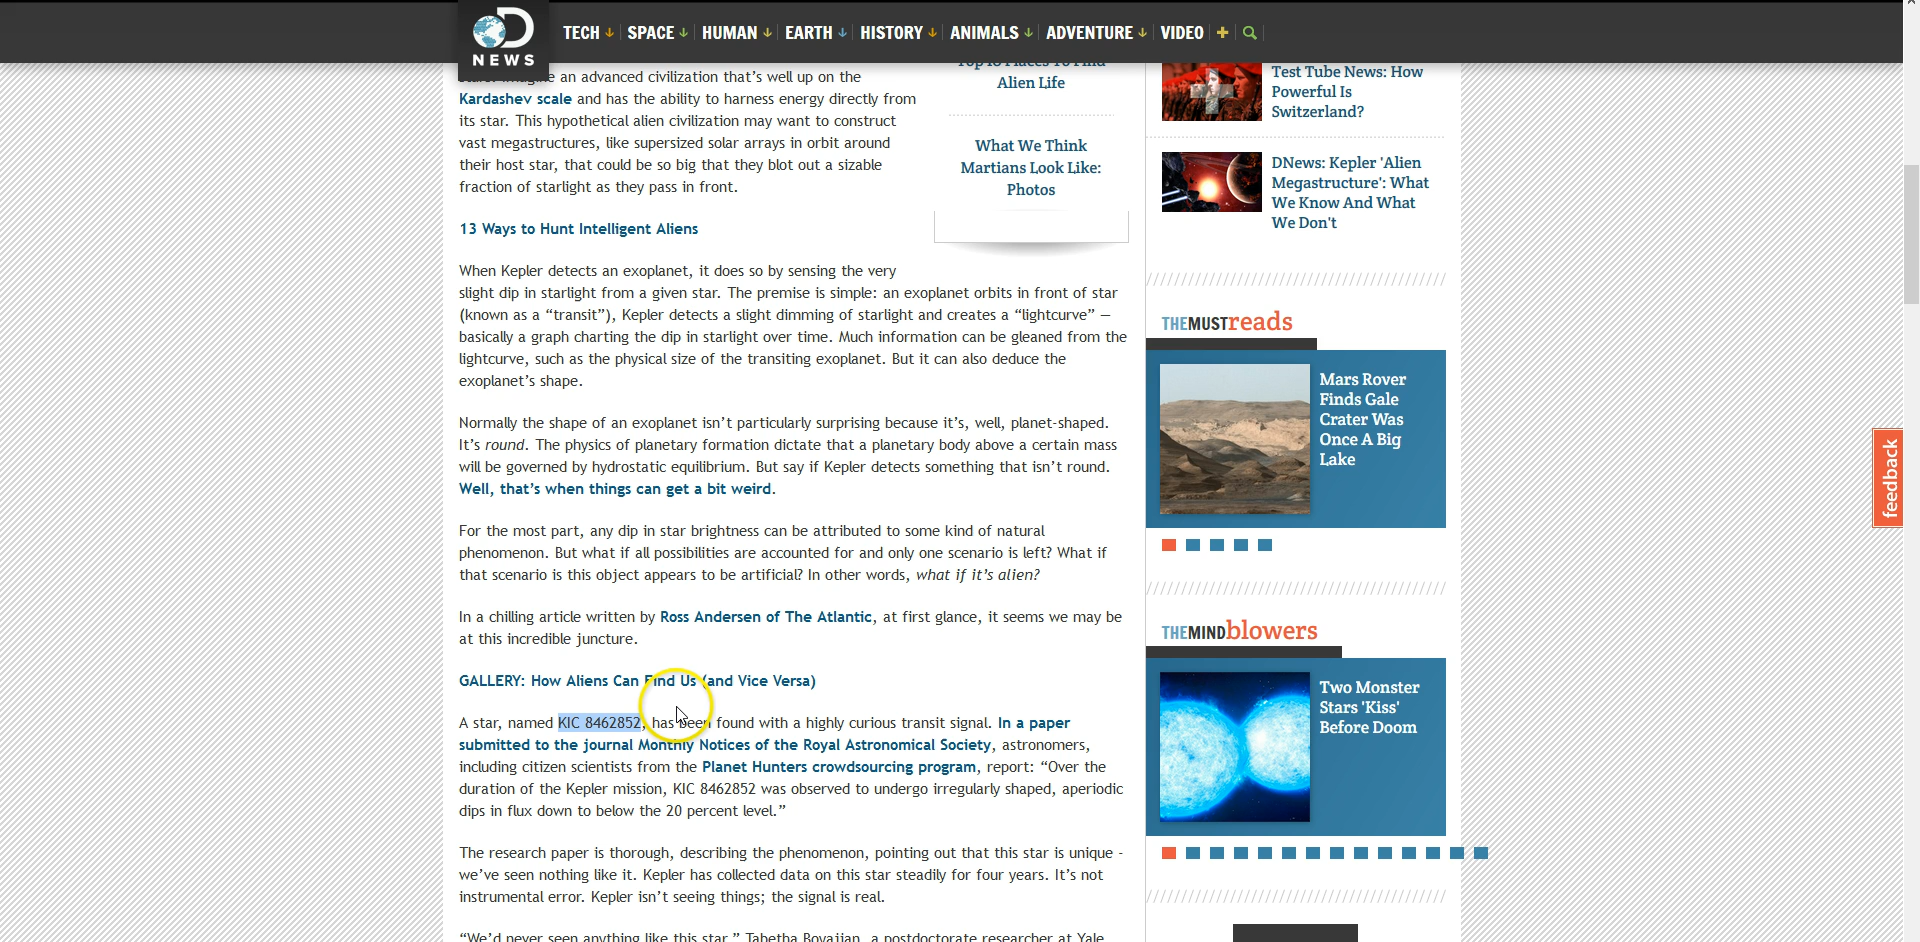 NEWS
TECH SPACE HUMAN EARTH HISTORY ANIMALS ADVENTURE VIDEO
an advanced civilization that’s well up on the
Kardashev scale and has the ability to harness energy directly from
its star. This hypothetical alien civilization may want to construct
vast megastructures, like supersized solar arrays in orbit around
their host star, that could be so big that they blot out a sizable
fraction of starlight as they pass in front.
13 Ways to Hunt Intelligent Aliens
When Kepler detects an exoplanet, it does so by sensing the very
slight dip in starlight from a given star. The premise is simple: an exoplanet orbits in front of star
(known as a “transit”), Kepler detects a slight dimming of starlight and creates a “lightcurve” —
basically a graph charting the dip in starlight over time. Much information can be gleaned from the
lightcurve, such as the physical size of the transiting exoplanet. But it can also deduce the
exoplanet’s shape.
Normally the shape of an exoplanet isn’t particularly surprising because it’s, well, planet-shaped.
It’s round. The physics of planetary formation dictate that a planetary body above a certain mass
will be governed by hydrostatic equilibrium. But say if Kepler detects something that isn’t round.
Well, that’s when things can get a bit weird.
For the most part, any dip in star brightness can be attributed to some kind of natural
phenomenon. But what if all possibilities are accounted for and only one scenario is left? What if
that scenario is this object appears to be artificial? In other words, what if it’s alien?
In a chilling article written by Ross Andersen of The Atlantic, at first glance, it seems we may be
at this incredible juncture.
GALLERY: How Aliens Can Find Us (and Vice Versa)
A star, named KIC 8462852, has been found with a highly curious transit signal. In a paper
submitted to the journal Monthly Notices of the Royal Astronomical Society, astronomers,
including citizen scientists from the Planet Hunters crowdsourcing program, report: “Over the
duration of the Kepler mission, KIC 8462852 was observed to undergo irregularly shaped, aperiodic
dips in flux down to below the 20 percent level.”
The research paper is thorough, describing the phenomenon, pointing out that this star is unique -
we’ve seen nothing like it. Kepler has collected data on this star steadily for four years. It’s not
instrumental error. Kepler isn’t seeing things; the signal is real.
“We’d never seen anything like this star,” Tabetha Boyajian, a postdoctorate researcher at Yale
Top 10 Places To Find
Alien Life
What We Think
Martians Look Like:
Photos
Test Tube News: How
Powerful Is
Switzerland?
DNews: Kepler 'Alien
Megastructure': What
We Know And What
We Don't
THEMUSTreads
Mars Rover
Finds Gale
Crater Was
Once A Big
Lake
THEMINDblowers
Two Monster
Stars 'Kiss'
Before Doom
feedback